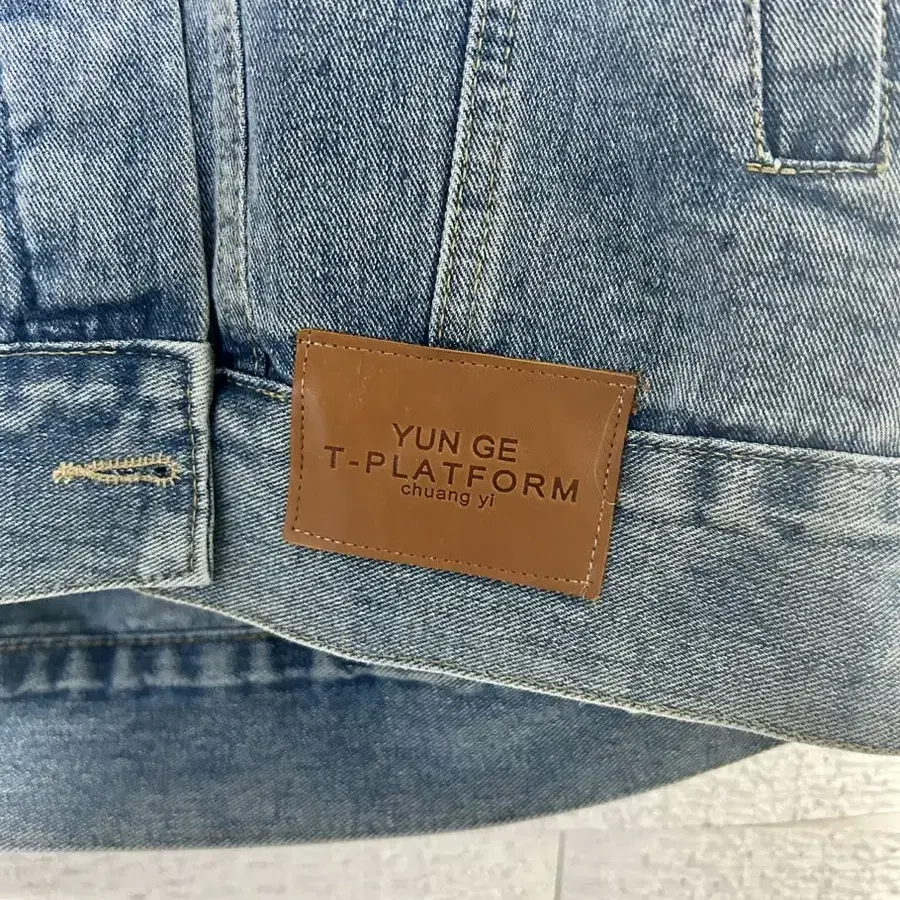 YUN GE
T-PLATFORM
chuang yi